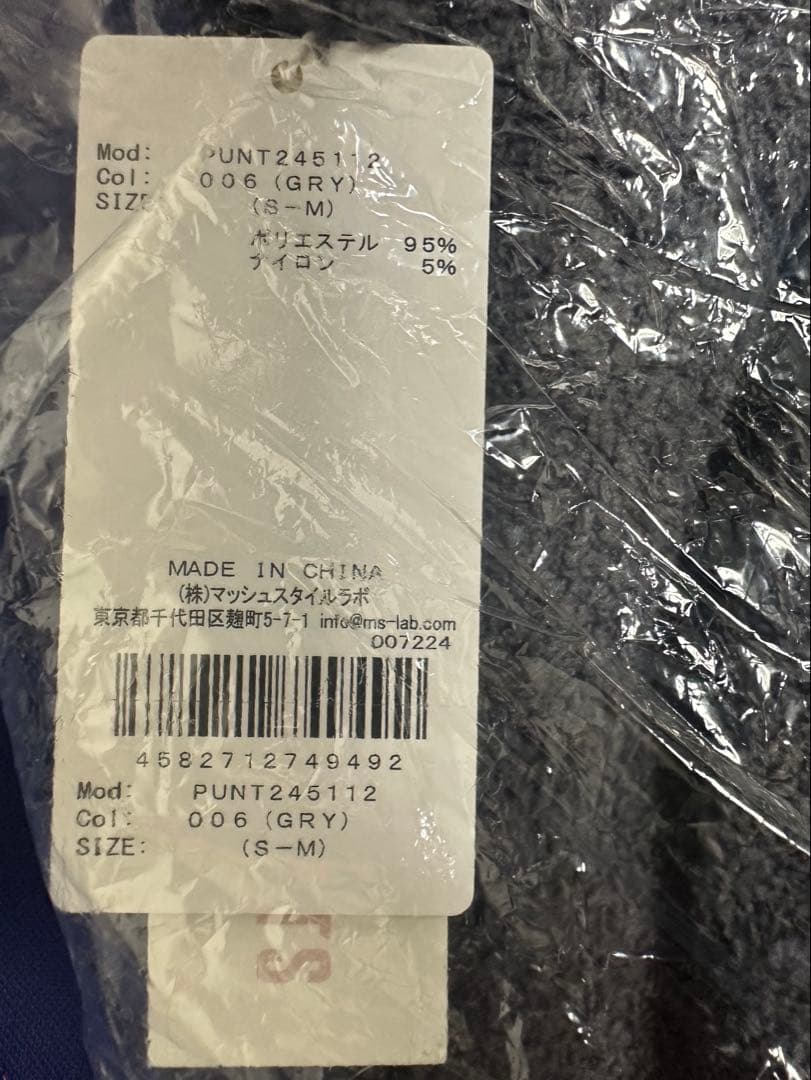 Mod: PUNT245112
Col: 006 (GRY)
SIZE (S-M)
ポリエステル 95%
ナイロン 5%
MADE IN CHINA
(株)マッシュスタイルラボ
東京都千代田区麹町5-7-1 info@ms-lab.com
007224
4582712749492
Mod: PUNT245112
Col: 006 (GRY)
SIZE: (S-M)